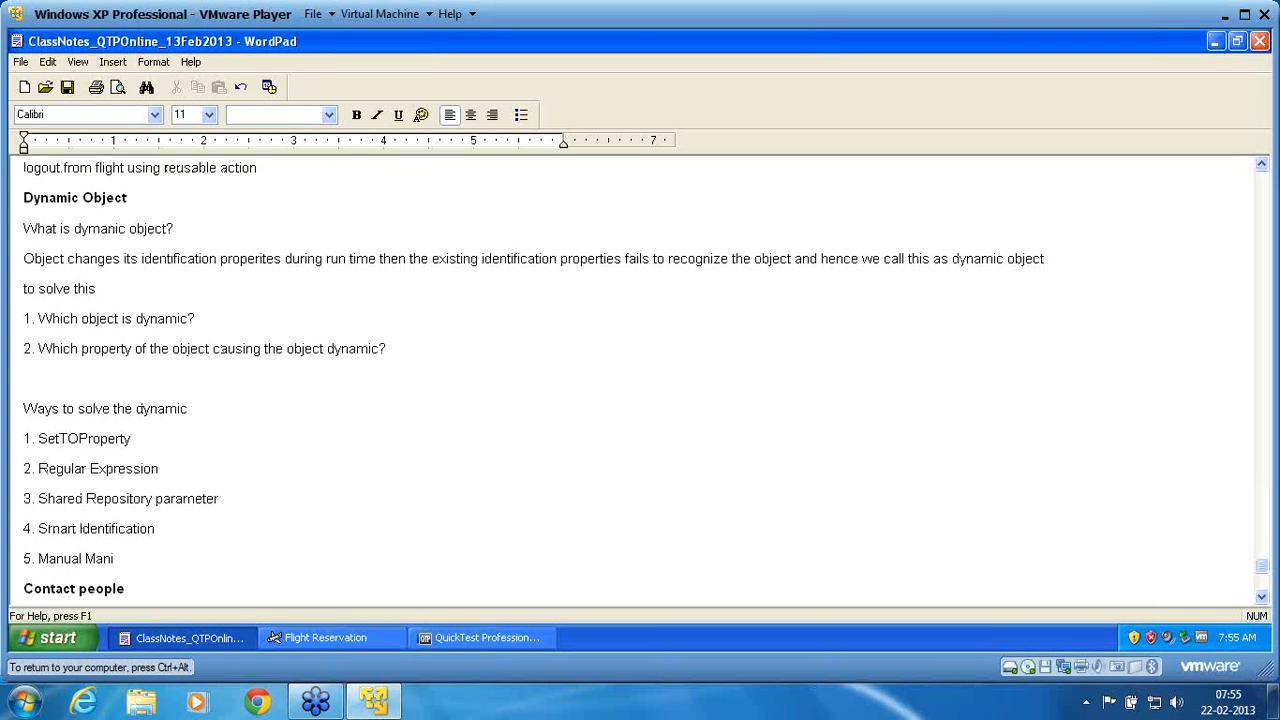 Windows XP Professional - VMware Player File Virtual Machine Help
ClassNotes_QTPOnline_13Feb2013 - WordPad
File Edit View Insert Format Help
Calibri 11
1 2 3 4 5 7
logout from flight using reusable action
Dynamic Object
What is dymanic object?
Object changes its identification properites during run time then the existing identification properties fails to recognize the object and hence we call this as dynamic object
to solve this
1. Which object is dynamic?
2. Which property of the object causing the object dynamic?
Ways to solve the dynamic
1. SetTOProperty
2. Regular Expression
3. Shared Repository parameter
4. Smart Identification
5. Manual Mani
Contact people
For Help, press F1 NUM
start ClassNotes_QTPOnlin... Flight Reservation QuickTest Profession... 7:55 AM
To return to your computer, press Ctrl+Alt. vmware
07:55
22-02-2013